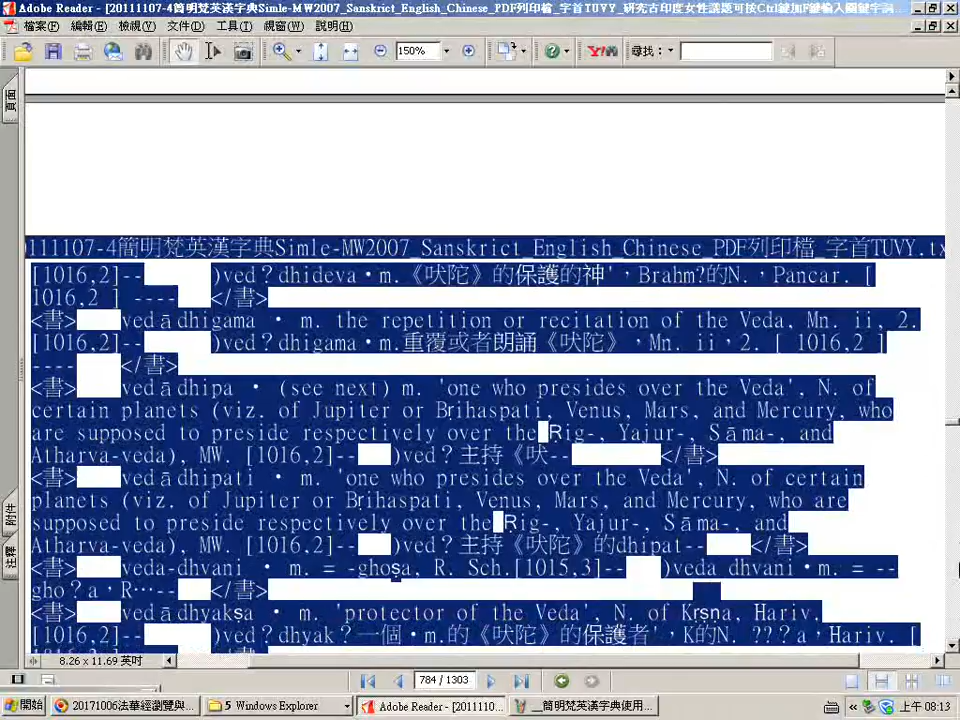 Adobe Reader - [20111107-4簡明梵英漢字典Simle-MW2007_Sanskrict_English_Chinese_PDF列印檔_字首TUVY_研究古印度女性議題可按Ctrl鍵加F鍵輸入關鍵字詞...
檔案(F) 編輯(E) 檢視(V) 文件(D) 工具(T) 視窗(W) 說明(H)
150% 尋找：
頁面
111107-4簡明梵英漢字典Simle-MW2007_Sanskrict_English_Chinese_PDF列印檔_字首TUVY.tx
[1016,2]-- )ved？dhideva‧m.《吠陀》的保護的神'，Brahm?的N.，Pancar. [
1016,2 ] ---- </書>
<書> vedādhigama ‧ m. the repetition or recitation of the Veda, Mn. ii, 2.
[1016,2]-- )ved？dhigama‧m.重覆或者朗誦《吠陀》，Mn. ii，2. [ 1016,2 ]
---- </書>
<書> vedādhipa ‧ (see next) m. 'one who presides over the Veda', N. of
certain planets (viz. of Jupiter or Bṛihaspati, Venus, Mars, and Mercury, who
are supposed to preside respectively over the Ṛig-, Yajur-, Sāma-, and
Atharva-veda), MW. [1016,2]-- )ved？主持《吠-- </書>
<書> vedādhipati ‧ m. 'one who presides over the Veda', N. of certain
planets (viz. of Jupiter or Bṛihaspati, Venus, Mars, and Mercury, who are
supposed to preside respectively over the Ṛig-, Yajur-, Sāma-, and
Atharva-veda), MW. [1016,2]-- )ved？主持《吠陀》的dhipat-- </書>
<書> veda-dhvani ‧ m. = -ghoṣa, R. Sch.[1015,3]-- )veda dhvani‧m. = --
gho？a，R…-- </書>
<書> vedādhyakṣa ‧ m. 'protector of the Veda', N. of Kṛṣṇa, Hariv.
[1016,2]-- )ved？dhyak？一個‧m.的《吠陀》的保護者'，K的N. ??？a，Hariv. [
附件
注釋
8.26 x 11.69 英吋
784 / 1303
開始 20171006法華經瀏覽與... 5 Windows Explorer Adobe Reader - [2011110... __簡明梵英漢字典使用... 上午 08:13